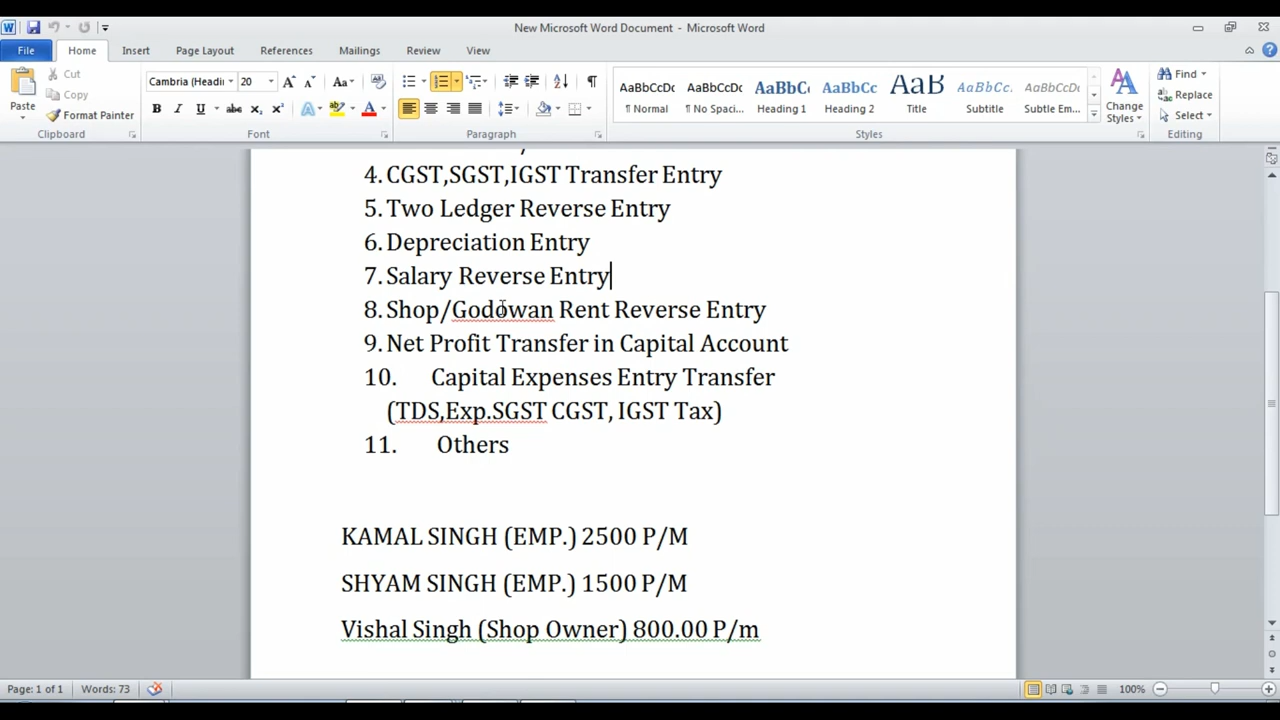 New Microsoft Word Document - Microsoft Word
File Home Insert Page Layout References Mailings Review View
Paste
Cut
Copy
Format Painter
Clipboard
Cambria (Headi 20
Font
Paragraph
AaBbCcDc AaBbCcDc AaBbC AaBbCc AaB AaBbCc. AaBbCcDc
¶ Normal ¶ No Spaci... Heading 1 Heading 2 Title Subtitle Subtle Em...
Styles
Change Styles
Find
Replace
Select
Editing
4. CGST,SGST,IGST Transfer Entry
5. Two Ledger Reverse Entry
6. Depreciation Entry
7. Salary Reverse Entry
8. Shop/Godowan Rent Reverse Entry
9. Net Profit Transfer in Capital Account
10. Capital Expenses Entry Transfer
(TDS,Exp.SGST CGST, IGST Tax)
11. Others
KAMAL SINGH (EMP.) 2500 P/M
SHYAM SINGH (EMP.) 1500 P/M
Vishal Singh (Shop Owner) 800.00 P/m
Page: 1 of 1 Words: 73 100%